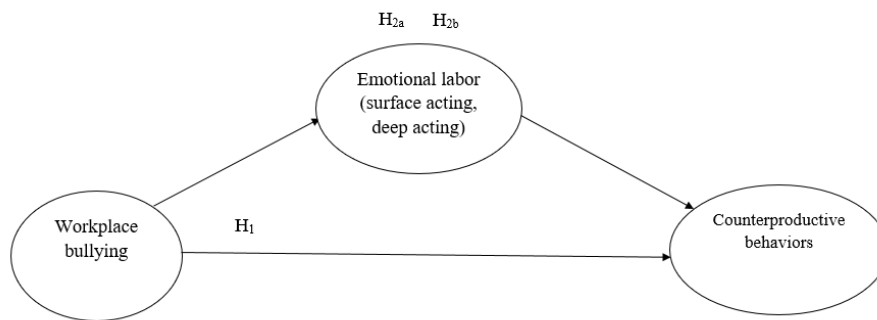 H2a H2b
Emotional labor
(surface acting,
deep acting)
Workplace
bullying
H1
Counterproductive
behaviors